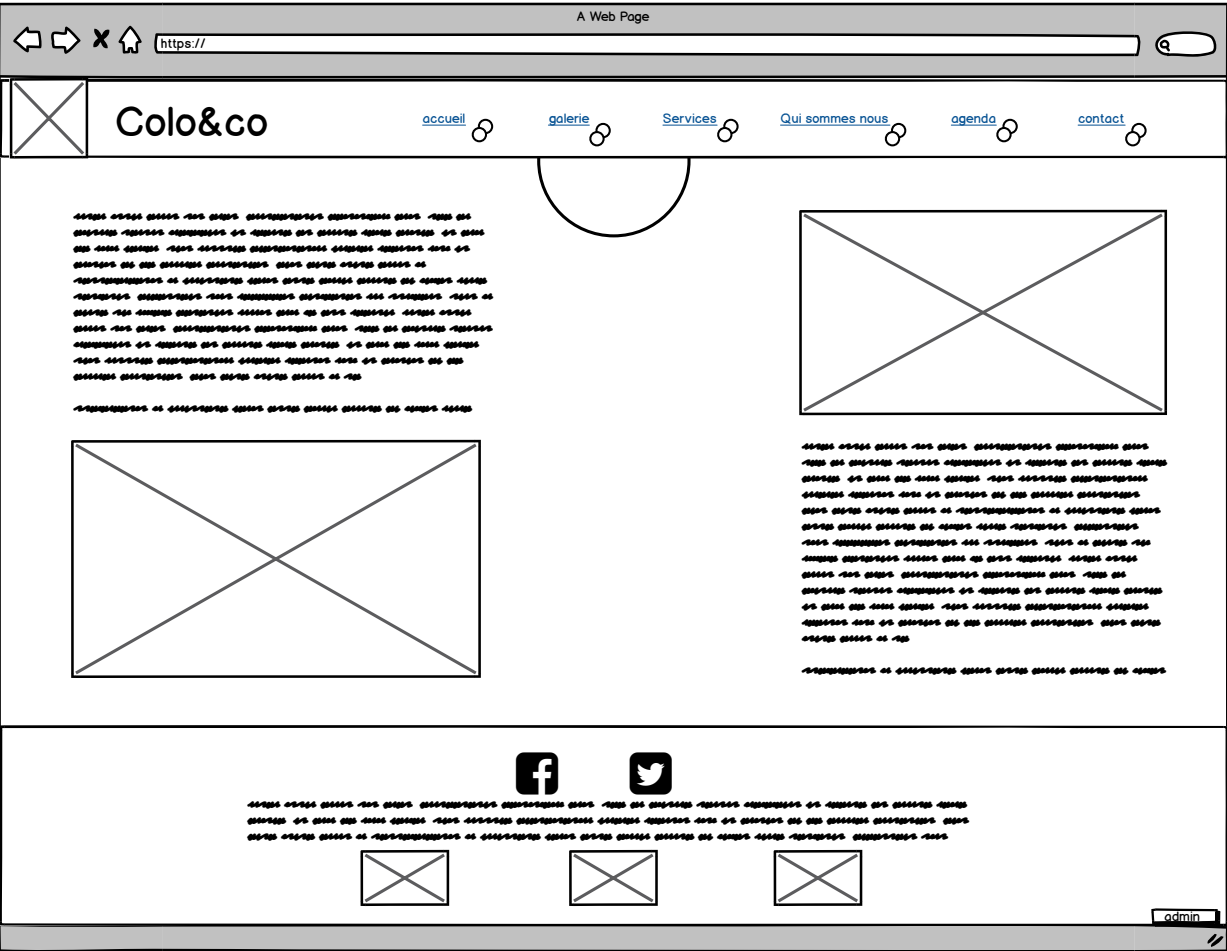 A Web Page
https://
Colo&co
accueil
galerie
Services
Qui sommes nous
agenda
contact
admin